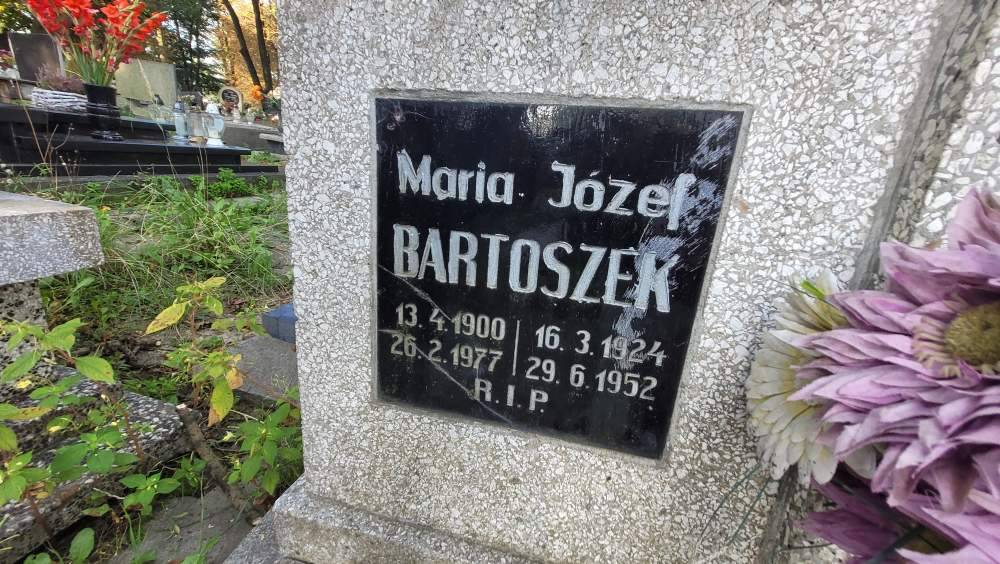 Maria Józef
BARTOSZEK
13. 4. 1900 | 16. 3. 1924
26. 2. 1977 | 29. 6. 1952
R. I. P.